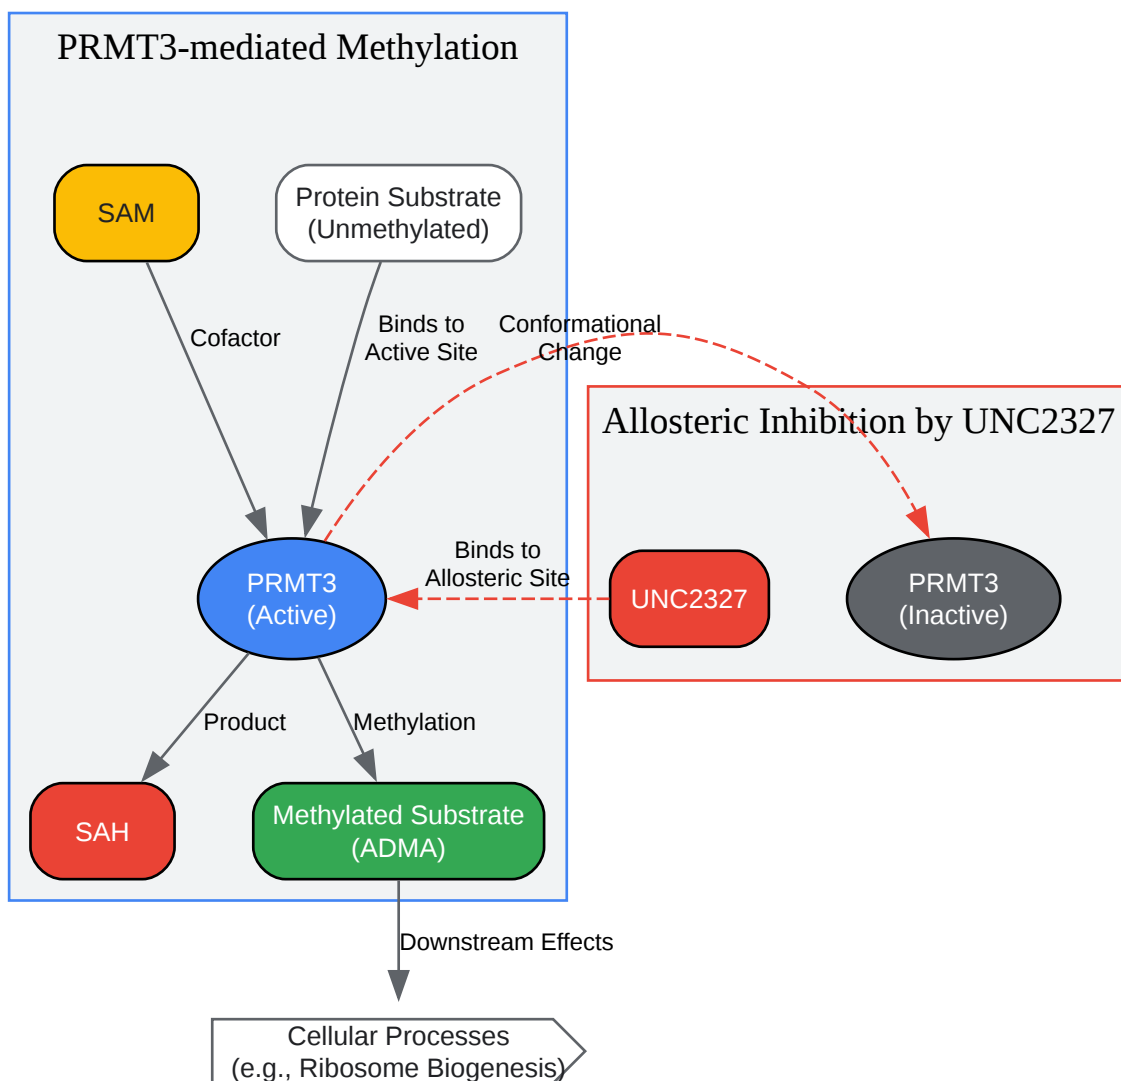 PRMT3-mediated Methylation
SAM
Protein Substrate
(Unmethylated)
Cofactor
Binds to
Active Site
Conformational
Change
Allosteric Inhibition by UNC2327
Binds to
Allosteric Site
PRMT3
(Active)
UNC2327
PRMT3
(Inactive)
Product
Methylation
SAH
Methylated Substrate
(ADMA)
Downstream Effects
Cellular Processes
(e.g., Ribosome Biogenesis)